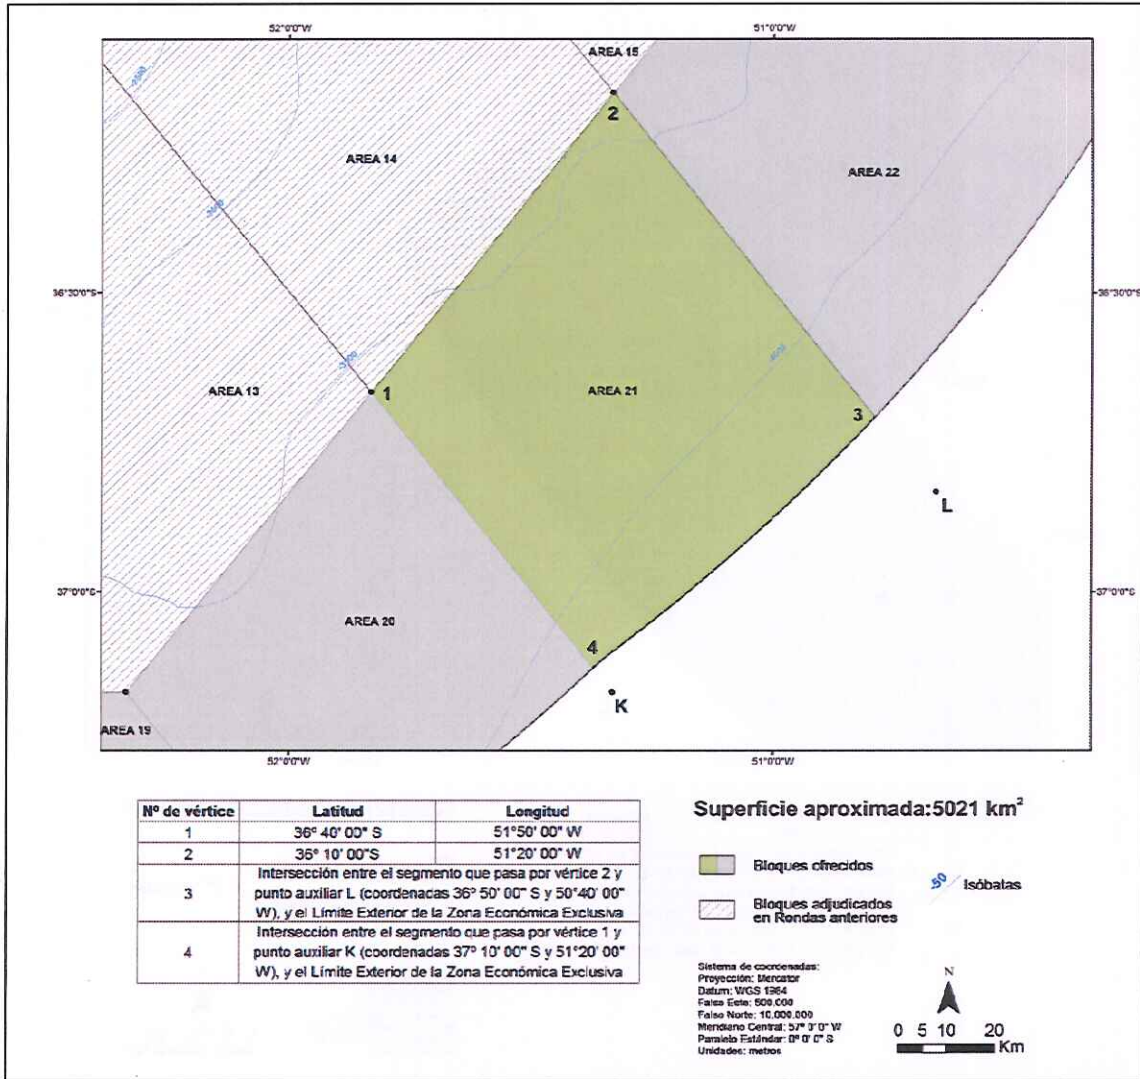 52°0'0"W
51°0'0"W
AREA 15
2
AREA 14
AREA 22
36°30'0"S
36°30'0"S
AREA 13
1
AREA 21
3
L
37°0'0"S
37°0'0"S
AREA 20
4
K
AREA 19
52°0'0"W
51°0'0"W
Nº de vértice Latitud Longitud
1 36º 40' 00" S 51°50' 00" W
2 36º 10' 00"S 51°20' 00" W
3 Intersección entre el segmento que pasa por vértice 2 y
punto auxiliar L (coordenadas 36º 50' 00" S y 50°40' 00"
W), y el Límite Exterior de la Zona Económica Exclusiva
4 Intersección entre el segmento que pasa por vértice 1 y
punto auxiliar K (coordenadas 37º 10' 00" S y 51°20' 00"
W), y el Límite Exterior de la Zona Económica Exclusiva
Superficie aproximada:5021 km²
Bloques ofrecidos
-50 Isóbatas
Bloques adjudicados
en Rondas anteriores
Sistema de coordenadas:
Proyección: Mercator
Datum: WGS 1984
Falso Este: 500.000
Falso Norte: 10.000.000
Meridiano Central: 57º 0' 0" W
Paralelo Estándar: 0º 0' 0" S
Unidades: metros
N
0 5 10 20
Km